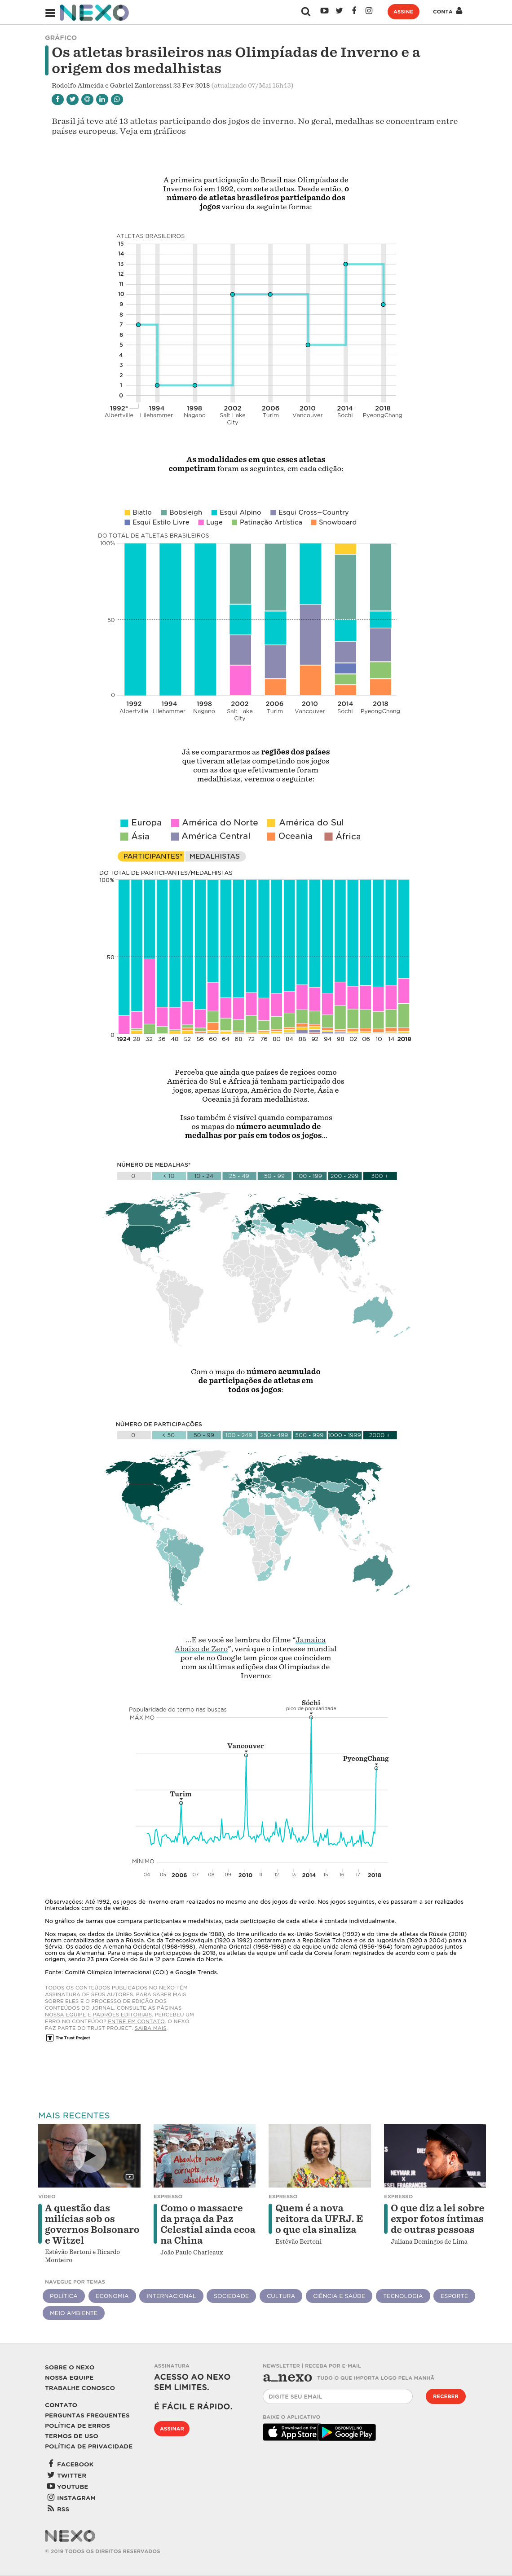 NEXO
ASSINE
CONTA
GRÁFICO
Os atletas brasileiros nas Olimpíadas de Inverno e a
origem dos medalhistas
Rodolfo Almeida e Gabriel Zanlorenssi 23 Fev 2018 (atualizado 07/Mai 15h43)
Brasil já teve até 13 atletas participando dos jogos de inverno. No geral, medalhas se concentram entre
países europeus. Veja em gráficos
A primeira participação do Brasil nas Olimpíadas de
Inverno foi em 1992, com sete atletas. Desde então, o
número de atletas brasileiros participando dos
jogos variou da seguinte forma:
ATLETAS BRASILEIROS
15
14
13
12
11
10
9
8
7
6
5
4
3
2
1
0
1992* 1994 1998 2002 2006 2010 2014 2018
Albertville Lilehammer Nagano Salt Lake Turim Vancouver Sóchi PyeongChang
City
As modalidades em que esses atletas
competiram foram as seguintes, em cada edição:
Biatlo Bobsleigh Esqui Alpino Esqui Cross-Country
Esqui Estilo Livre Luge Patinação Artística Snowboard
DO TOTAL DE ATLETAS BRASILEIROS
100%
50
0
1992 1994 1998 2002 2006 2010 2014 2018
Albertville Lilehammer Nagano Salt Lake Turim Vancouver Sóchi PyeongChang
City
Já se compararmos as regiões dos países
que tiveram atletas competindo nos jogos
com as dos que efetivamente foram
medalhistas, veremos o seguinte:
Europa América do Norte América do Sul
Ásia América Central Oceania África
PARTICIPANTES* MEDALHISTAS
DO TOTAL DE PARTICIPANTES/MEDALHISTAS
100%
50
0
1924 28 32 36 48 52 56 60 64 68 72 76 80 84 88 92 94 98 02 06 10 14 2018
Perceba que ainda que países de regiões como
América do Sul e África já tenham participado dos
jogos, apenas Europa, América do Norte, Ásia e
Oceania já foram medalhistas.
Isso também é visível quando comparamos
os mapas do número acumulado de
medalhas por país em todos os jogos...
NÚMERO DE MEDALHAS*
0 < 10 10 - 24 25 - 49 50 - 99 100 - 199 200 - 299 300 +
Com o mapa do número acumulado
de participações de atletas em
todos os jogos:
NÚMERO DE PARTICIPAÇÕES
0 < 50 50 - 99 100 - 249 250 - 499 500 - 999 1000 - 1999 2000 +
...E se você se lembra do filme “Jamaica
Abaixo de Zero”, verá que o interesse mundial
por ele no Google tem picos que coincidem
com as últimas edições das Olimpíadas de
Inverno:
Popularidade do termo nas buscas
MÁXIMO
Sóchi
pico de popularidade
Vancouver
PyeongChang
Turim
MÍNIMO
04 05 2006 07 08 09 2010 11 12 13 2014 15 16 17 2018
Observações: Até 1992, os jogos de inverno eram realizados no mesmo ano dos jogos de verão. Nos jogos seguintes, eles passaram a ser realizados
intercalados com os de verão.
No gráfico de barras que compara participantes e medalhistas, cada participação de cada atleta é contada individualmente.
Nos mapas, os dados da União Soviética (até os jogos de 1988), do time unificado da ex-União Soviética (1992) e do time de atletas da Rússia (2018)
foram contabilizados para a Rússia. Os da Tchecoslováquia (1920 a 1992) contaram para a República Tcheca e os da Iugoslávia (1920 a 2004) para a
Sérvia. Os dados de Alemanha Ocidental (1968-1998), Alemanha Oriental (1968-1988) e da equipe unida alemã (1956-1964) foram agrupados juntos
com os da Alemanha. Para o mapa de participações de 2018, os atletas da equipe unificada da Coreia foram registrados de acordo com o país de
origem, sendo 23 para Coreia do Sul e 12 para Coreia do Norte.
Fonte: Comitê Olímpico Internacional (COI) e Google Trends.
TODOS OS CONTEÚDOS PUBLICADOS NO NEXO TÊM
ASSINATURA DE SEUS AUTORES. PARA SABER MAIS
SOBRE ELES E O PROCESSO DE EDIÇÃO DOS
CONTEÚDOS DO JORNAL, CONSULTE AS PÁGINAS
NOSSA EQUIPE E PADRÕES EDITORIAIS. PERCEBEU UM
ERRO NO CONTEÚDO? ENTRE EM CONTATO. O NEXO
FAZ PARTE DO TRUST PROJECT. SAIBA MAIS.
The Trust Project
MAIS RECENTES
Absolute power
corrupts
absolutely
VÍDEO
A questão das
milícias sob os
governos Bolsonaro
e Witzel
Estêvão Bertoni e Ricardo
Monteiro
EXPRESSO
Como o massacre
da praça da Paz
Celestial ainda ecoa
na China
João Paulo Charleaux
EXPRESSO
Quem é a nova
reitora da UFRJ. E
o que ela sinaliza
Estêvão Bertoni
EXPRESSO
O que diz a lei sobre
expor fotos íntimas
de outras pessoas
Juliana Domingos de Lima
NAVEGUE POR TEMAS
POLÍTICA ECONOMIA INTERNACIONAL SOCIEDADE CULTURA CIÊNCIA E SAÚDE TECNOLOGIA ESPORTE
MEIO AMBIENTE
SOBRE O NEXO
NOSSA EQUIPE
TRABALHE CONOSCO
CONTATO
PERGUNTAS FREQUENTES
POLÍTICA DE ERROS
TERMOS DE USO
POLÍTICA DE PRIVACIDADE
FACEBOOK
TWITTER
YOUTUBE
INSTAGRAM
RSS
ASSINATURA
ACESSO AO NEXO
SEM LIMITES.
É FÁCIL E RÁPIDO.
ASSINAR
NEWSLETTER | RECEBA POR E-MAIL
a_nexo TUDO O QUE IMPORTA LOGO PELA MANHÃ
DIGITE SEU EMAIL
RECEBER
BAIXE O APLICATIVO
Download on the App Store
DISPONÍVEL NO Google Play
NEXO
© 2019 TODOS OS DIREITOS RESERVADOS